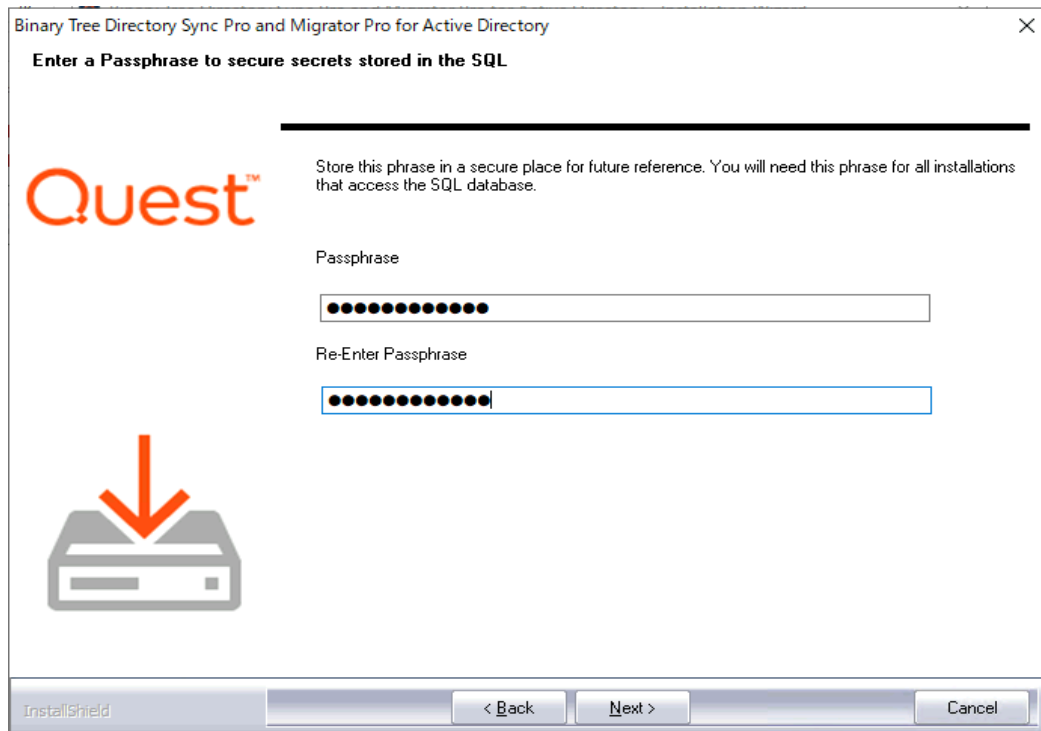 Binary Tree Directory Sync Pro and Migrator Pro for Active Directory
Enter a Passphrase to secure secrets stored in the SQL
Quest™
Store this phrase in a secure place for future reference. You will need this phrase for all installations
that access the SQL database.
Passphrase
●●●●●●●●●●●●
Re-Enter Passphrase
●●●●●●●●●●●●
InstallShield
< Back
Next >
Cancel